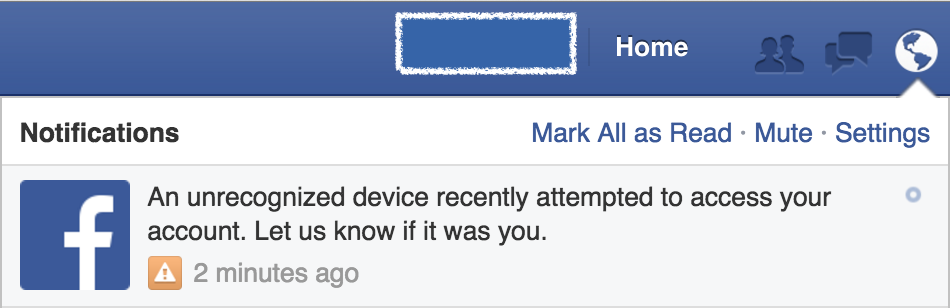 Home
Notifications
Mark All as Read · Mute · Settings
An unrecognized device recently attempted to access your
account. Let us know if it was you.
2 minutes ago